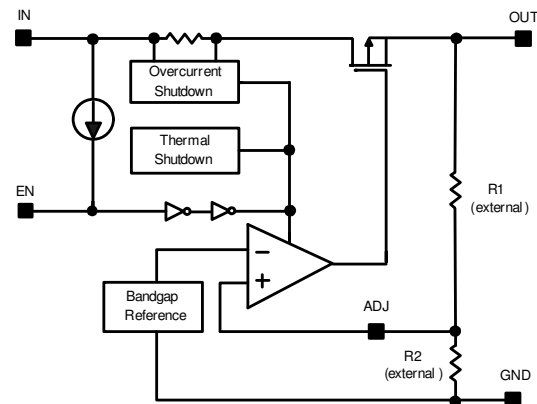 IN
OUT
Overcurrent
Shutdown
Thermal
Shutdown
EN
R1
(external)
−
+
Bandgap
Reference
ADJ
R2
(external )
GND